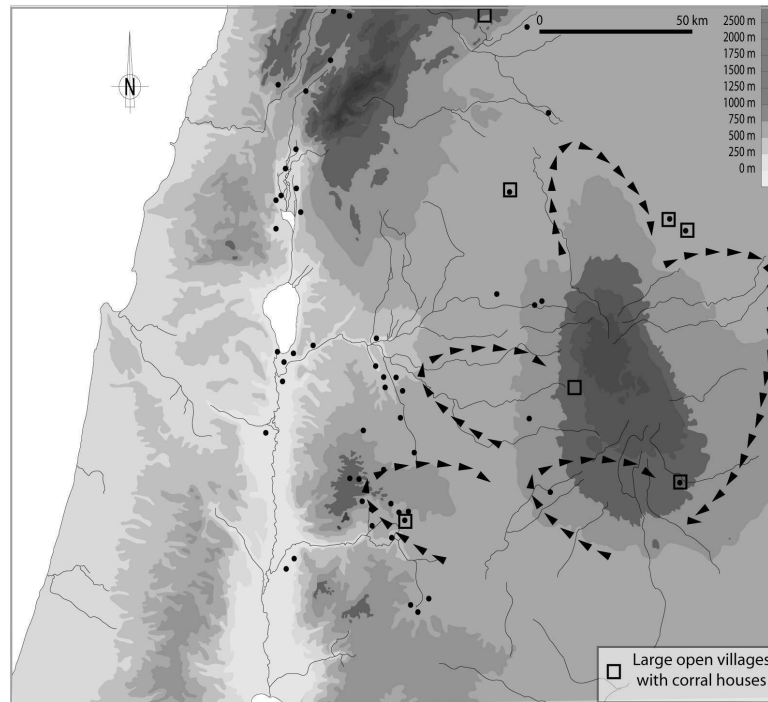 0 50 km
2500 m
2000 m
1750 m
1500 m
1250 m
1000 m
750 m
500 m
250 m
0 m
N
Large open villages
with corral houses